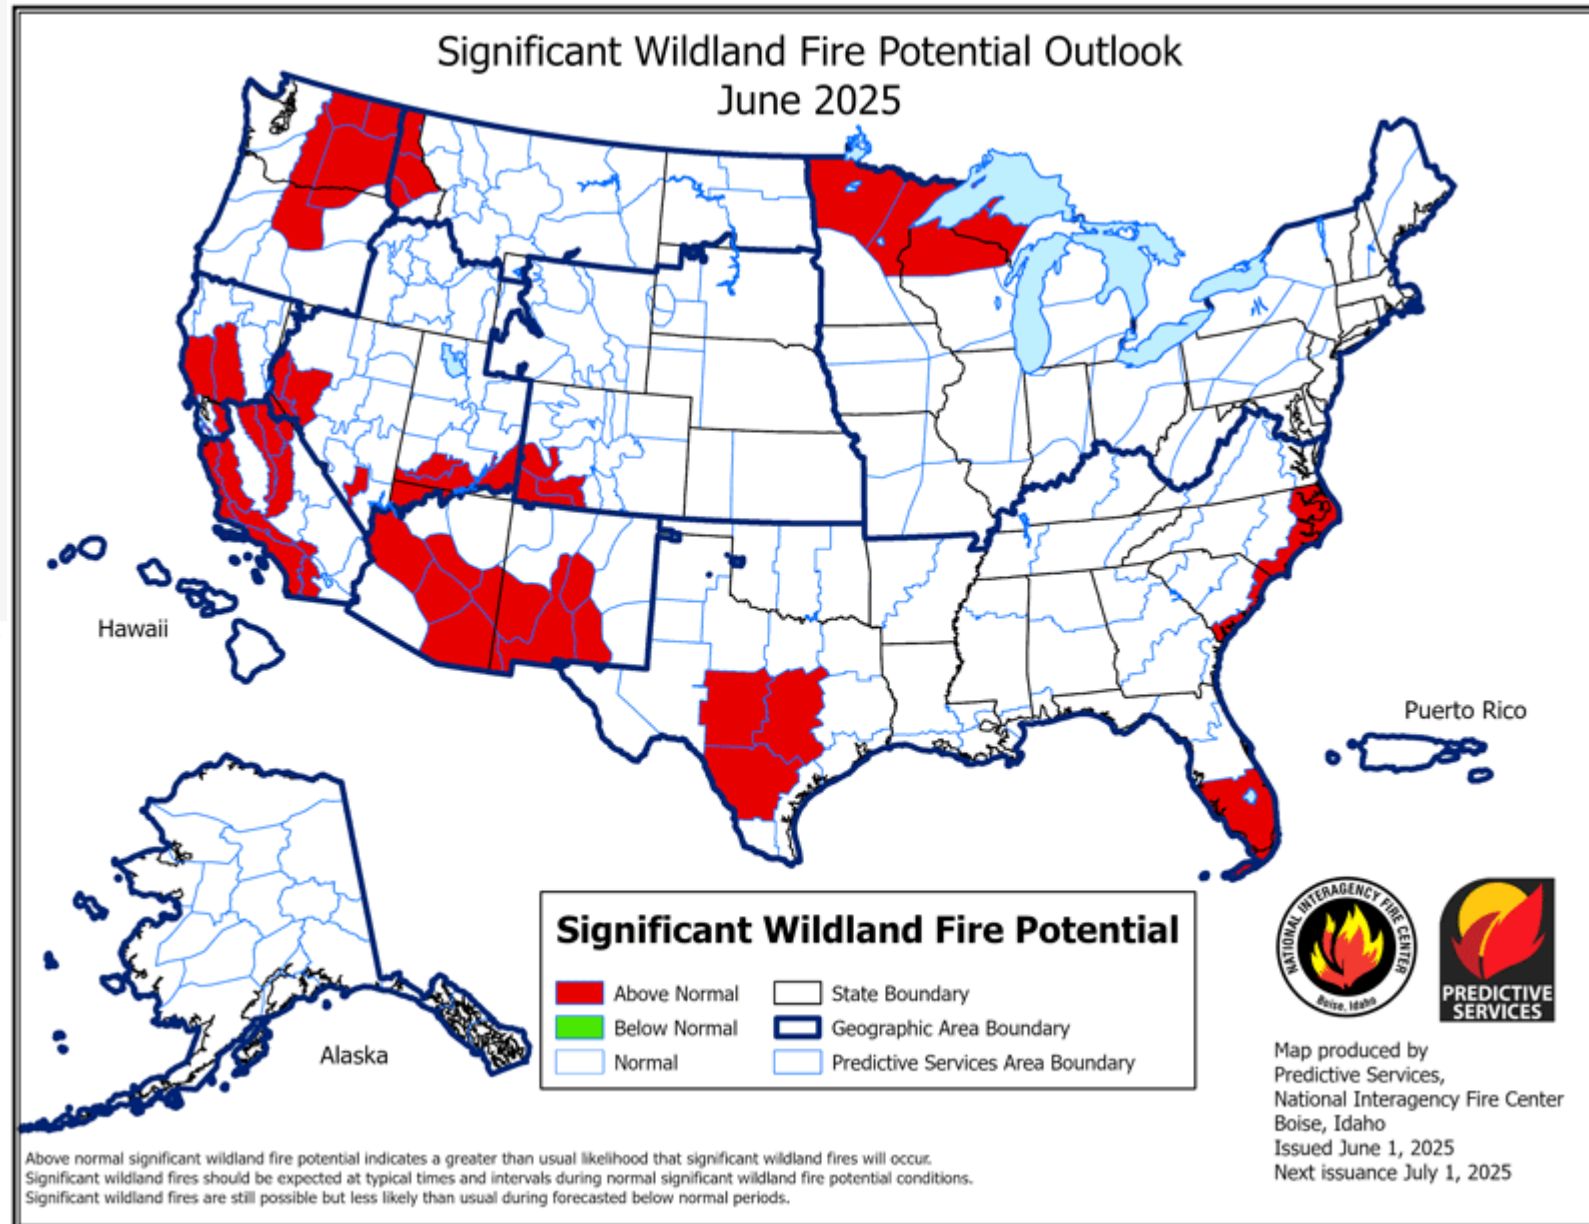 Significant Wildland Fire Potential Outlook
June 2025
Hawaii
Puerto Rico
Alaska
Significant Wildland Fire Potential
Above Normal
State Boundary
Below Normal
Geographic Area Boundary
Normal
Predictive Services Area Boundary
NATIONAL INTERAGENCY FIRE CENTER
Boise, Idaho
PREDICTIVE
SERVICES
Map produced by
Predictive Services,
National Interagency Fire Center
Boise, Idaho
Issued June 1, 2025
Next issuance July 1, 2025
Above normal significant wildland fire potential indicates a greater than usual likelihood that significant wildland fires will occur.
Significant wildland fires should be expected at typical times and intervals during normal significant wildland fire potential conditions.
Significant wildland fires are still possible but less likely than usual during forecasted below normal periods.